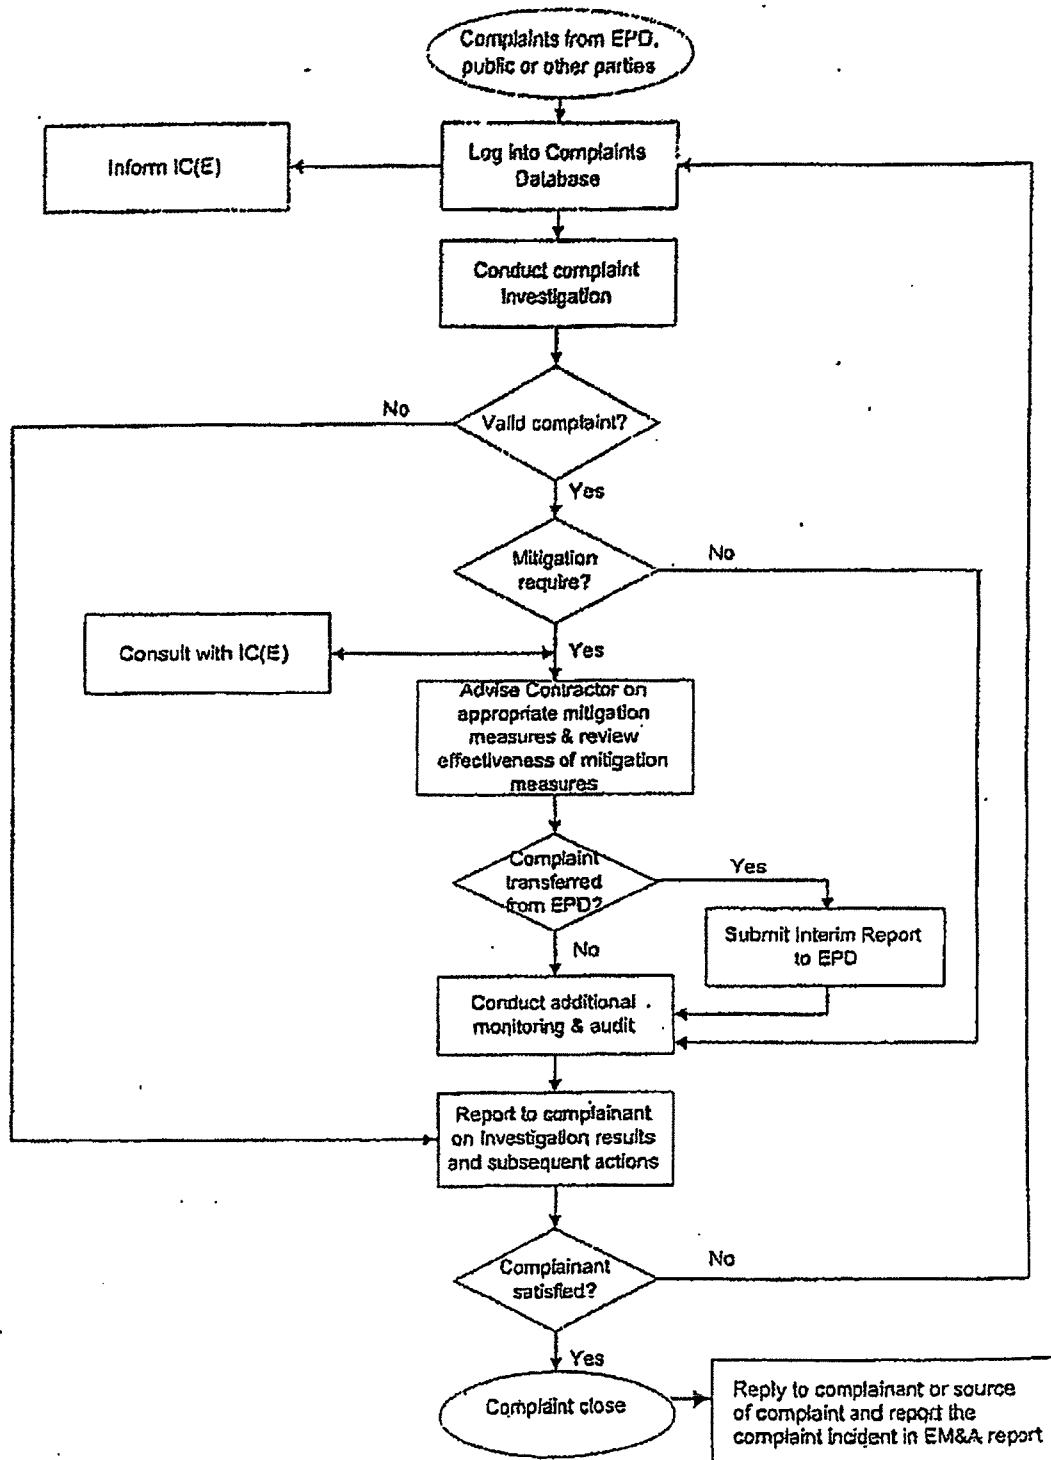 Complaints from EPD,
public or other parties
Inform IC(E)
Log into Complaints
Database
Conduct complaint
Investigation
No
Valid complaint?
Yes
Mitigation
require?
No
Consult with IC(E)
Yes
Advise Contractor on
appropriate mitigation
measures & review
effectiveness of mitigation
measures
Complaint
transferred
from EPD?
Yes
Submit Interim Report
to EPD
No
Conduct additional
monitoring & audit
Report to complainant
on investigation results
and subsequent actions
Complainant
satisfied?
No
Yes
Complaint close
Reply to complainant or source
of complaint and report the
complaint incident in EM&A report